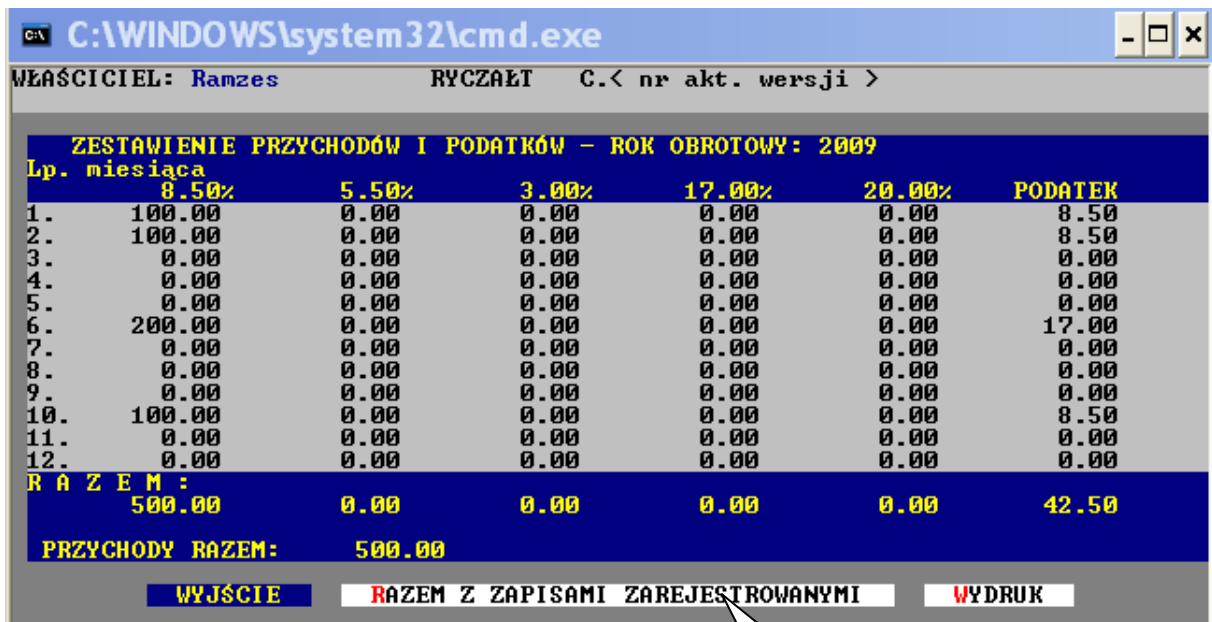 C:\WINDOWS\system32\cmd.exe
WŁAŚCICIEL: Ramzes RYCZAŁT C.< nr akt. wersji >
ZESTAWIENIE PRZYCHODÓW I PODATKÓW - ROK OBROTOWY: 2009
Lp. miesiąca
8.50% 5.50% 3.00% 17.00% 20.00% PODATEK
1. 100.00 0.00 0.00 0.00 0.00 8.50
2. 100.00 0.00 0.00 0.00 0.00 8.50
3. 0.00 0.00 0.00 0.00 0.00 0.00
4. 0.00 0.00 0.00 0.00 0.00 0.00
5. 0.00 0.00 0.00 0.00 0.00 0.00
6. 200.00 0.00 0.00 0.00 0.00 17.00
7. 0.00 0.00 0.00 0.00 0.00 0.00
8. 0.00 0.00 0.00 0.00 0.00 0.00
9. 0.00 0.00 0.00 0.00 0.00 0.00
10. 100.00 0.00 0.00 0.00 0.00 8.50
11. 0.00 0.00 0.00 0.00 0.00 0.00
12. 0.00 0.00 0.00 0.00 0.00 0.00
R A Z E M :
500.00 0.00 0.00 0.00 0.00 42.50
PRZYCHODY RAZEM: 500.00
WYJŚCIE RAZEM Z ZAPISAMI ZAREJESTROWANYMI WYDRUK